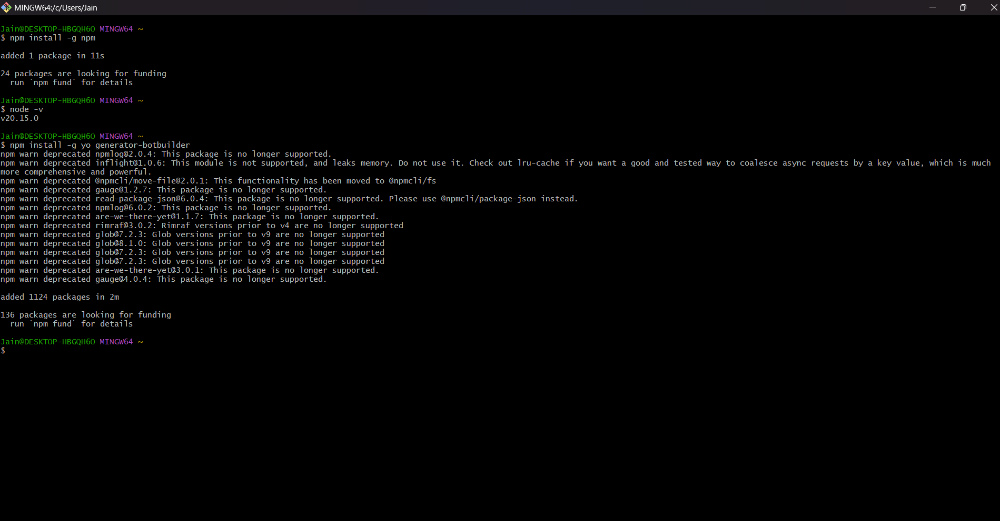 MINGW64:/c/Users/Jain
Jain@DESKTOP-HBGQH6O MINGW64 ~
$ npm install -g npm
added 1 package in 11s
24 packages are looking for funding
run `npm fund` for details
Jain@DESKTOP-HBGQH6O MINGW64 ~
$ node -v
v20.15.0
Jain@DESKTOP-HBGQH6O MINGW64 ~
$ npm install -g yo generator-botbuilder
npm warn deprecated npmlog@2.0.4: This package is no longer supported.
npm warn deprecated inflight@1.0.6: This module is not supported, and leaks memory. Do not use it. Check out lru-cache if you want a good and tested way to coalesce async requests by a key value, which is much
more comprehensive and powerful.
npm warn deprecated @npmcli/move-file@2.0.1: This functionality has been moved to @npmcli/fs
npm warn deprecated gauge@1.2.7: This package is no longer supported.
npm warn deprecated read-package-json@6.0.4: This package is no longer supported. Please use @npmcli/package-json instead.
npm warn deprecated npmlog@6.0.2: This package is no longer supported.
npm warn deprecated are-we-there-yet@1.1.7: This package is no longer supported.
npm warn deprecated rimraf@3.0.2: Rimraf versions prior to v4 are no longer supported
npm warn deprecated glob@7.2.3: Glob versions prior to v9 are no longer supported
npm warn deprecated glob@8.1.0: Glob versions prior to v9 are no longer supported
npm warn deprecated glob@7.2.3: Glob versions prior to v9 are no longer supported
npm warn deprecated glob@7.2.3: Glob versions prior to v9 are no longer supported
npm warn deprecated are-we-there-yet@3.0.1: This package is no longer supported.
npm warn deprecated gauge@4.0.4: This package is no longer supported.
added 1124 packages in 2m
136 packages are looking for funding
run `npm fund` for details
Jain@DESKTOP-HBGQH6O MINGW64 ~
$